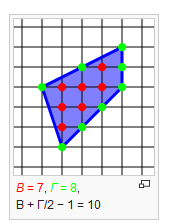 В = 7, Г = 8,
В + Г/2 − 1 = 10